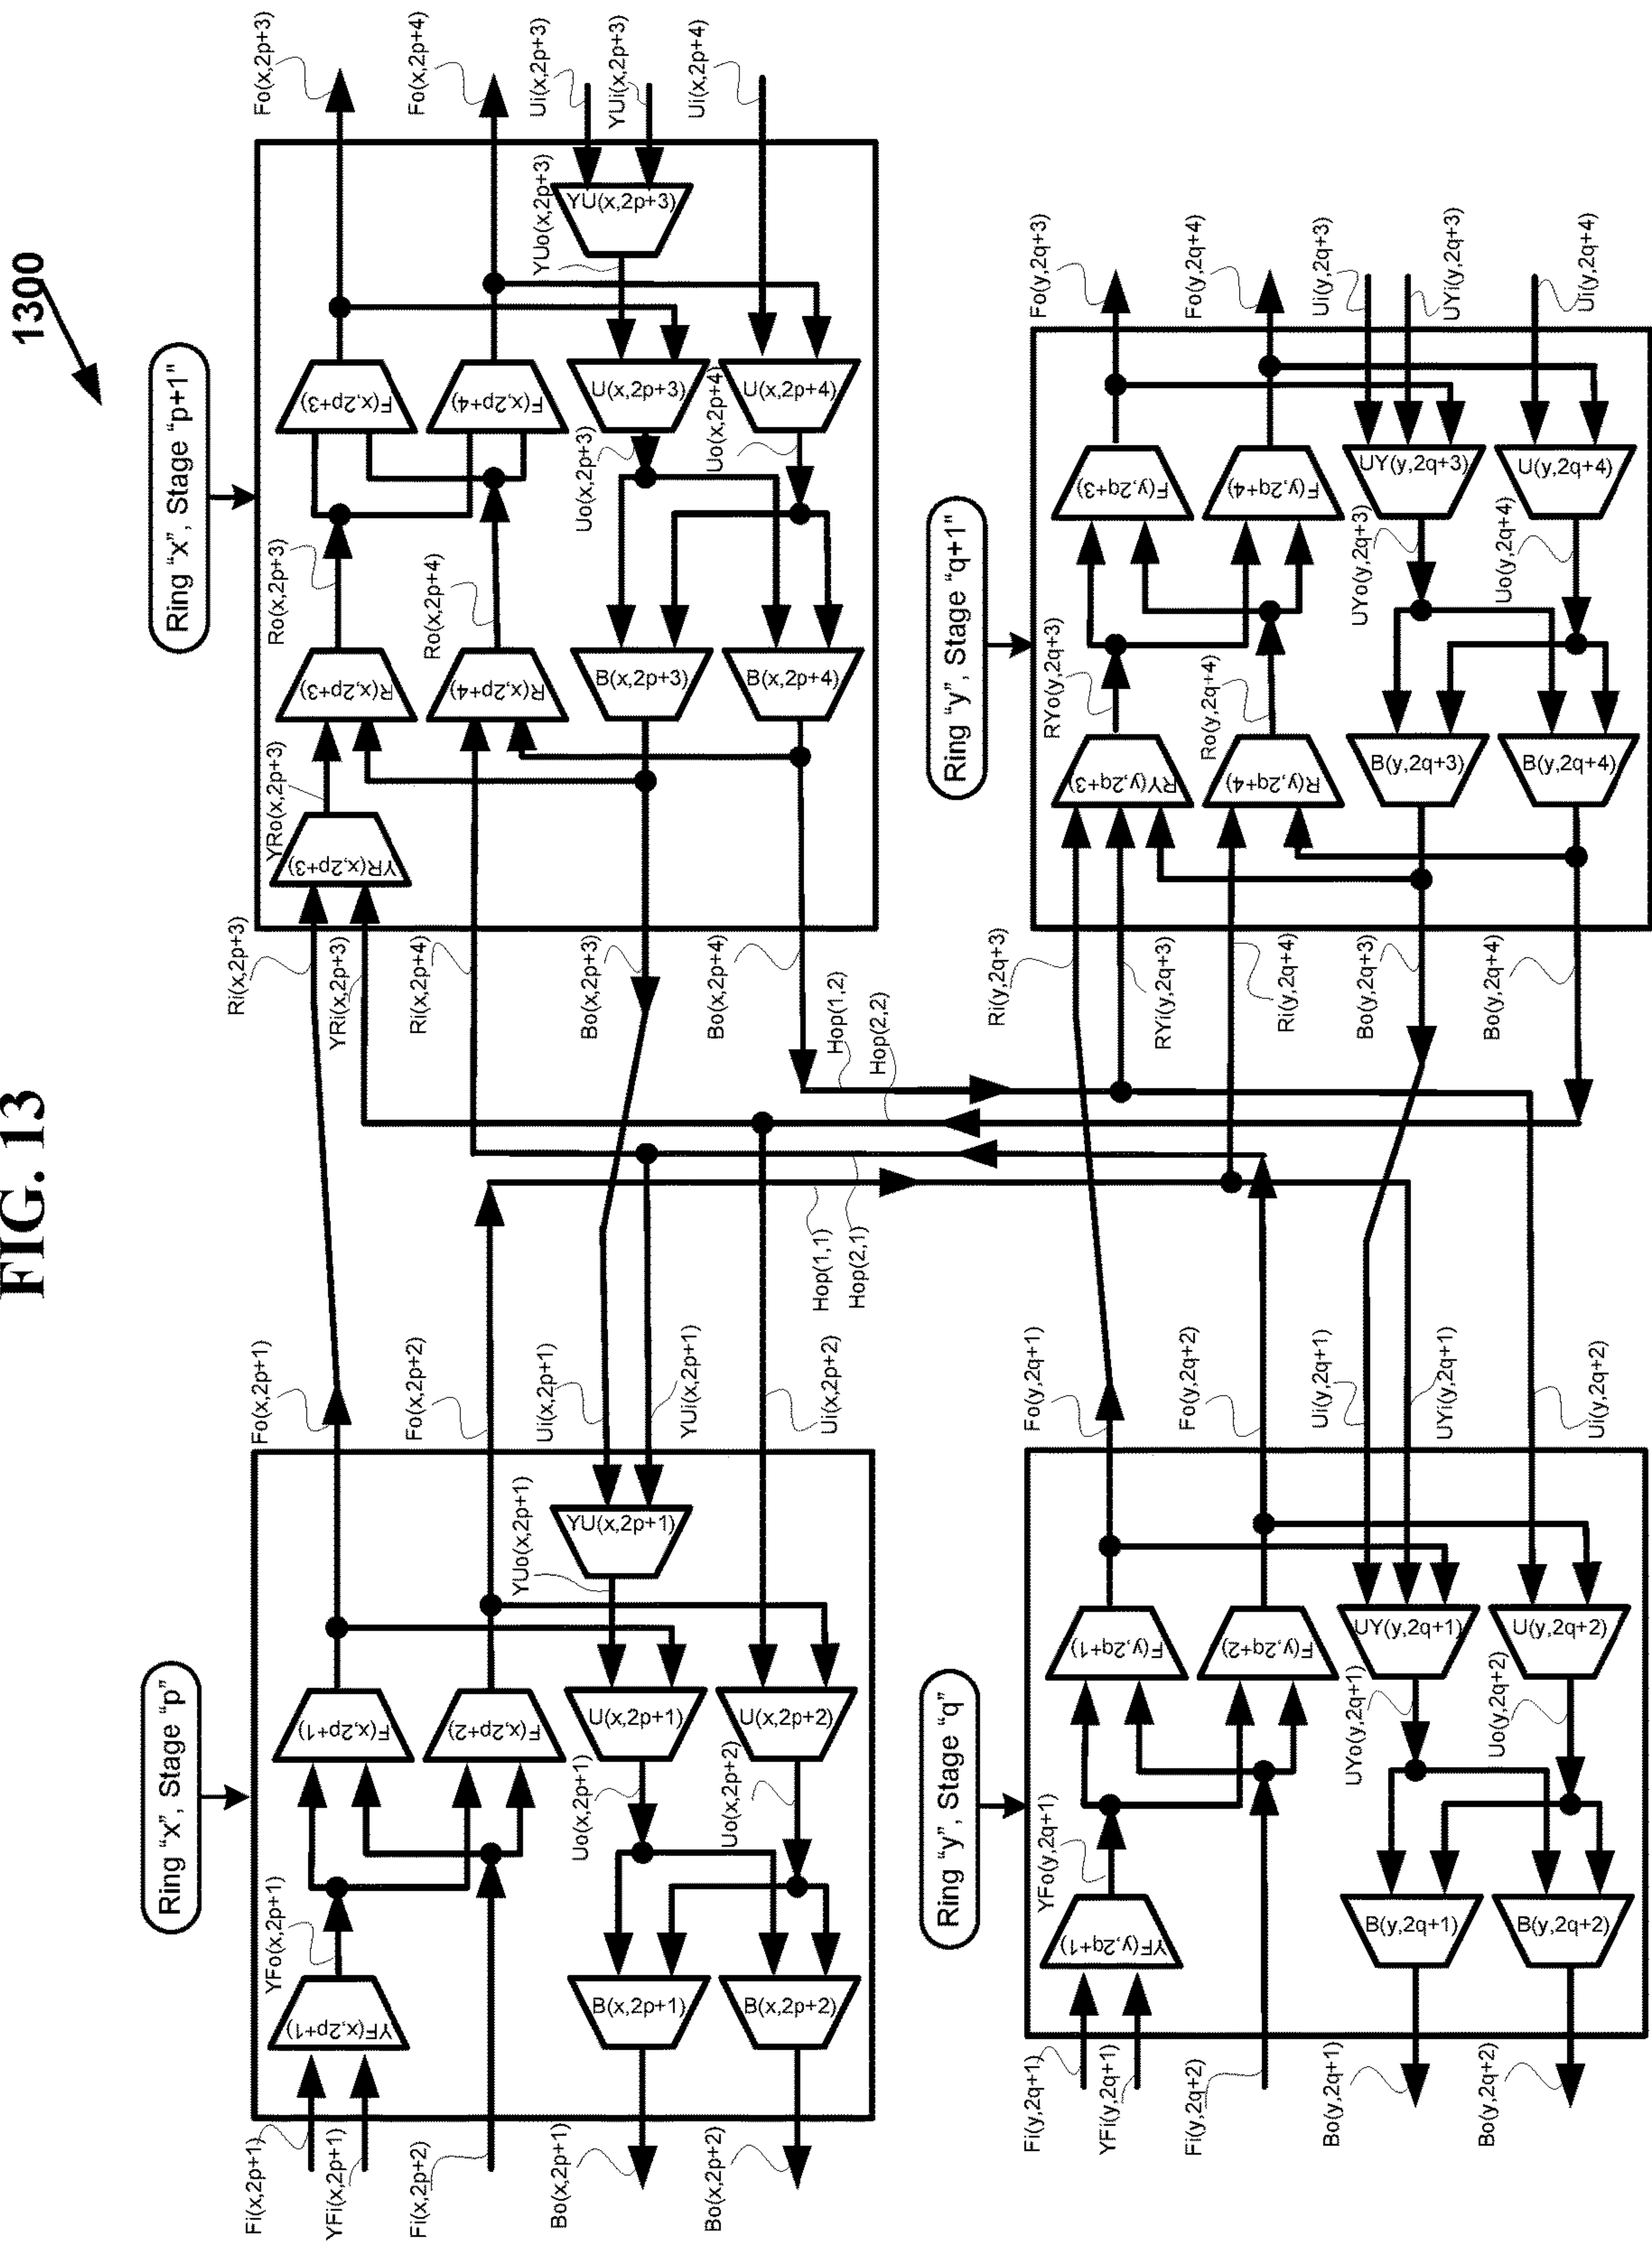 FIG. 13
1300
Ring "x", Stage "p"
Fi(x,2p+1)
YFi(x,2p+1)
Fi(x,2p+2)
Bo(x,2p+1)
Bo(x,2p+2)
YF(x,2p+1)
YFo(x,2p+1)
F(x,2p+1)
F(x,2p+2)
U(x,2p+1)
U(x,2p+2)
Uo(x,2p+1)
Uo(x,2p+2)
B(x,2p+1)
B(x,2p+2)
YU(x,2p+1)
YUo(x,2p+1)
Fo(x,2p+1)
Fo(x,2p+2)
Ui(x,2p+1)
YUi(x,2p+1)
Ui(x,2p+2)
Ring "x", Stage "p+1"
Ri(x,2p+3)
YRi(x,2p+3)
Ri(x,2p+4)
Bo(x,2p+3)
Bo(x,2p+4)
YR(x,2p+3)
YRo(x,2p+3)
R(x,2p+3)
R(x,2p+4)
Ro(x,2p+3)
Ro(x,2p+4)
B(x,2p+3)
B(x,2p+4)
F(x,2p+3)
F(x,2p+4)
U(x,2p+3)
U(x,2p+4)
Uo(x,2p+3)
Uo(x,2p+4)
YU(x,2p+3)
YUo(x,2p+3)
Fo(x,2p+3)
Fo(x,2p+4)
Ui(x,2p+3)
YUi(x,2p+3)
Ui(x,2p+4)
Hop(1,1)
Hop(2,1)
Hop(1,2)
Hop(2,2)
Ring "y", Stage "q"
Fi(y,2q+1)
YFi(y,2q+1)
Fi(y,2q+2)
Bo(y,2q+1)
Bo(y,2q+2)
YF(y,2q+1)
YFo(y,2q+1)
F(y,2q+1)
F(y,2q+2)
UY(y,2q+1)
U(y,2q+2)
UYo(y,2q+1)
Uo(y,2q+2)
B(y,2q+1)
B(y,2q+2)
Fo(y,2q+1)
Fo(y,2q+2)
Ui(y,2q+1)
UYi(y,2q+1)
Ui(y,2q+2)
Ring "y", Stage "q+1"
Ri(y,2q+3)
RYi(y,2q+3)
Ri(y,2q+4)
Bo(y,2q+3)
Bo(y,2q+4)
RY(y,2q+3)
R(y,2q+4)
RYo(y,2q+3)
Ro(y,2q+4)
B(y,2q+3)
B(y,2q+4)
F(y,2q+3)
F(y,2q+4)
UY(y,2q+3)
U(y,2q+4)
UYo(y,2q+3)
Uo(y,2q+4)
Fo(y,2q+3)
Fo(y,2q+4)
Ui(y,2q+3)
UYi(y,2q+3)
Ui(y,2q+4)